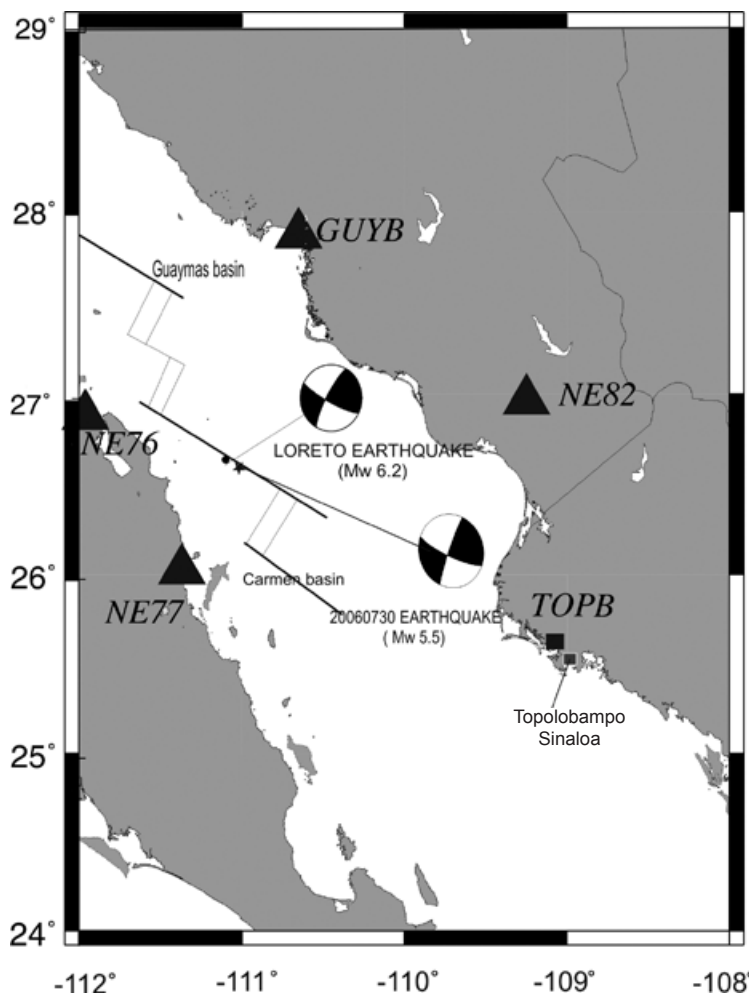 29°
28°
27°
26°
25°
24°
GUYB
Guaymas basin
NE82
NE76
LORETO EARTHQUAKE
(Mw 6.2)
Carmen basin
NE77
20060730 EARTHQUAKE
( Mw 5.5)
TOPB
Topolobampo
Sinaloa
-112°
-111°
-110°
-109°
-108°